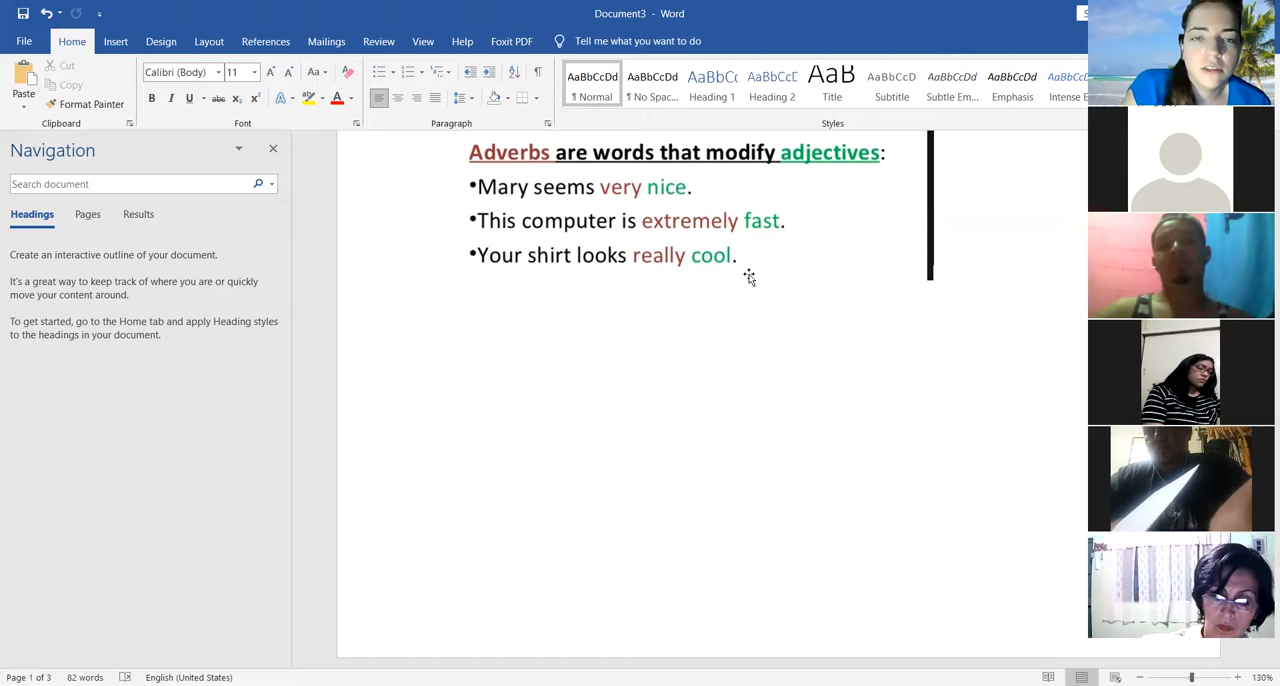 Document3 - Word
File Home Insert Design Layout References Mailings Review View Help Foxit PDF Tell me what you want to do
Paste
Cut
Copy
Format Painter
Clipboard
Calibri (Body) 11
Aa
B I U abc x₂ x² A ab A
Font
Paragraph
AaBbCcDd AaBbCcDd AaBbCc AaBbCcD AaB AaBbCcD AaBbCcDd AaBbCcDd
¶ Normal ¶ No Spac... Heading 1 Heading 2 Title Subtitle Subtle Em... Emphasis Intense E
Styles
Navigation
Search document
Headings Pages Results
Create an interactive outline of your document.
It's a great way to keep track of where you are or quickly
move your content around.
To get started, go to the Home tab and apply Heading styles
to the headings in your document.
Adverbs are words that modify adjectives:
•Mary seems very nice.
•This computer is extremely fast.
•Your shirt looks really cool.
Page 1 of 3 82 words English (United States) 130%